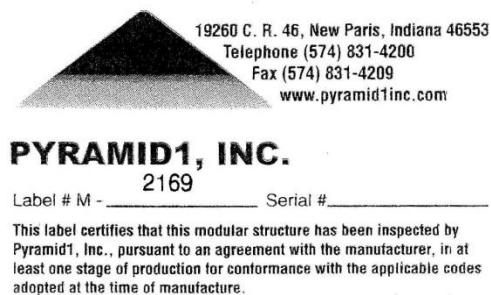 19260 C. R. 46, New Paris, Indiana 46553
Telephone (574) 831-4200
Fax (574) 831-4209
www.pyramid1inc.com
PYRAMID1, INC.
Label # M - 2169 Serial #
This label certifies that this modular structure has been inspected by
Pyramid1, Inc., pursuant to an agreement with the manufacturer, in at
least one stage of production for conformance with the applicable codes
adopted at the time of manufacture.